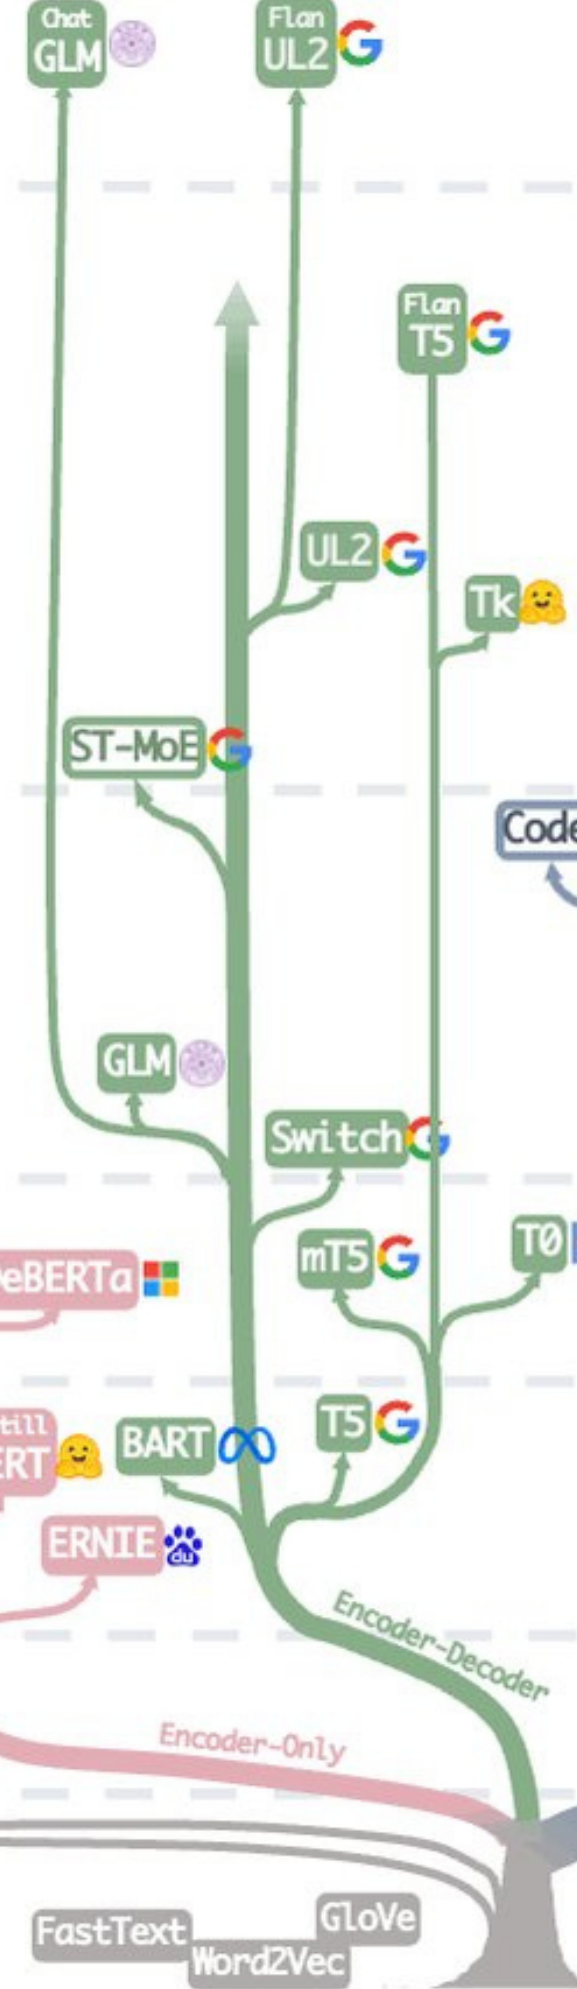 Chat
GLM
Flan
UL2
Flan
T5
UL2
Tk
ST-MoE
Code
GLM
Switch
mT5
T0
eBERTa
T5
BART
till
ERT
ERNIE
du
Encoder-Decoder
Encoder-Only
GloVe
FastText
Word2Vec